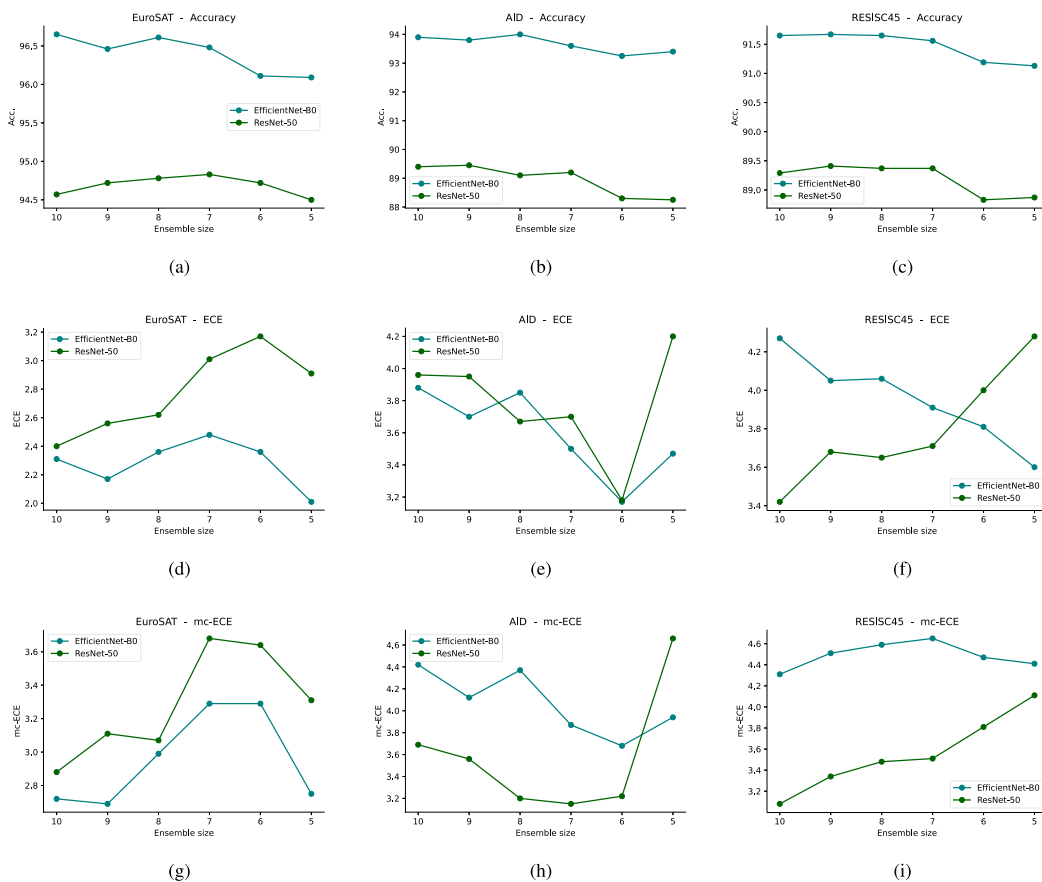 EuroSAT - Accuracy
Acc.
96.5
96.0
95.5
95.0
94.5
EfficientNet-B0
ResNet-50
10 9 8 7 6 5
Ensemble size
(a)
AID - Accuracy
Acc.
94
93
92
91
90
89
88
EfficientNet-B0
ResNet-50
10 9 8 7 6 5
Ensemble size
(b)
RESISC45 - Accuracy
Acc.
91.5
91.0
90.5
90.0
89.5
89.0
EfficientNet-B0
ResNet-50
10 9 8 7 6 5
Ensemble size
(c)
EuroSAT - ECE
ECE
3.2
3.0
2.8
2.6
2.4
2.2
2.0
EfficientNet-B0
ResNet-50
10 9 8 7 6 5
Ensemble size
(d)
AID - ECE
ECE
4.2
4.0
3.8
3.6
3.4
3.2
EfficientNet-B0
ResNet-50
10 9 8 7 6 5
Ensemble size
(e)
RESISC45 - ECE
ECE
4.2
4.0
3.8
3.6
3.4
EfficientNet-B0
ResNet-50
10 9 8 7 6 5
Ensemble size
(f)
EuroSAT - mc-ECE
mc-ECE
3.6
3.4
3.2
3.0
2.8
EfficientNet-B0
ResNet-50
10 9 8 7 6 5
Ensemble size
(g)
AID - mc-ECE
mc-ECE
4.6
4.4
4.2
4.0
3.8
3.6
3.4
3.2
EfficientNet-B0
ResNet-50
10 9 8 7 6 5
Ensemble size
(h)
RESISC45 - mc-ECE
mc-ECE
4.6
4.4
4.2
4.0
3.8
3.6
3.4
3.2
EfficientNet-B0
ResNet-50
10 9 8 7 6 5
Ensemble size
(i)